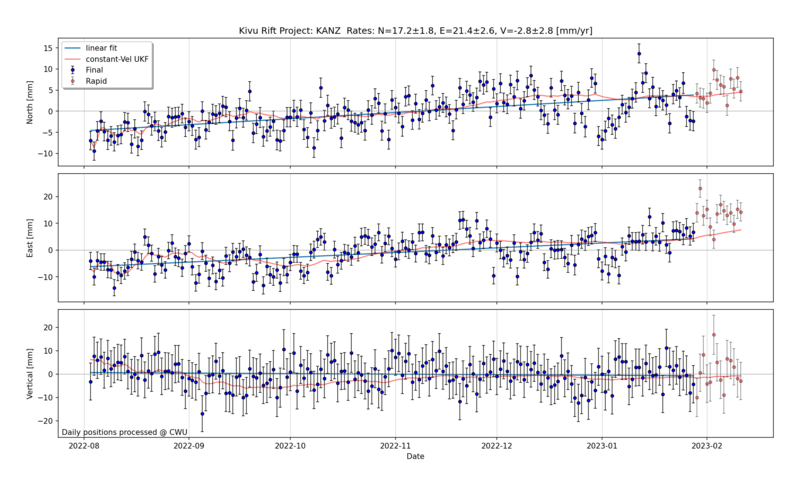 Kivu Rift Project: KANZ  Rates: N=17.2±1.8, E=21.4±2.6, V=-2.8±2.8 [mm/yr]
linear fit
constant-Vel UKF
Final
Rapid
15
10
5
0
−5
−10
North [mm]
20
10
0
−10
East [mm]
20
10
0
−10
−20
Vertical [mm]
Daily positions processed @ CWU
2022-08
2022-09
2022-10
2022-11
2022-12
2023-01
2023-02
Date